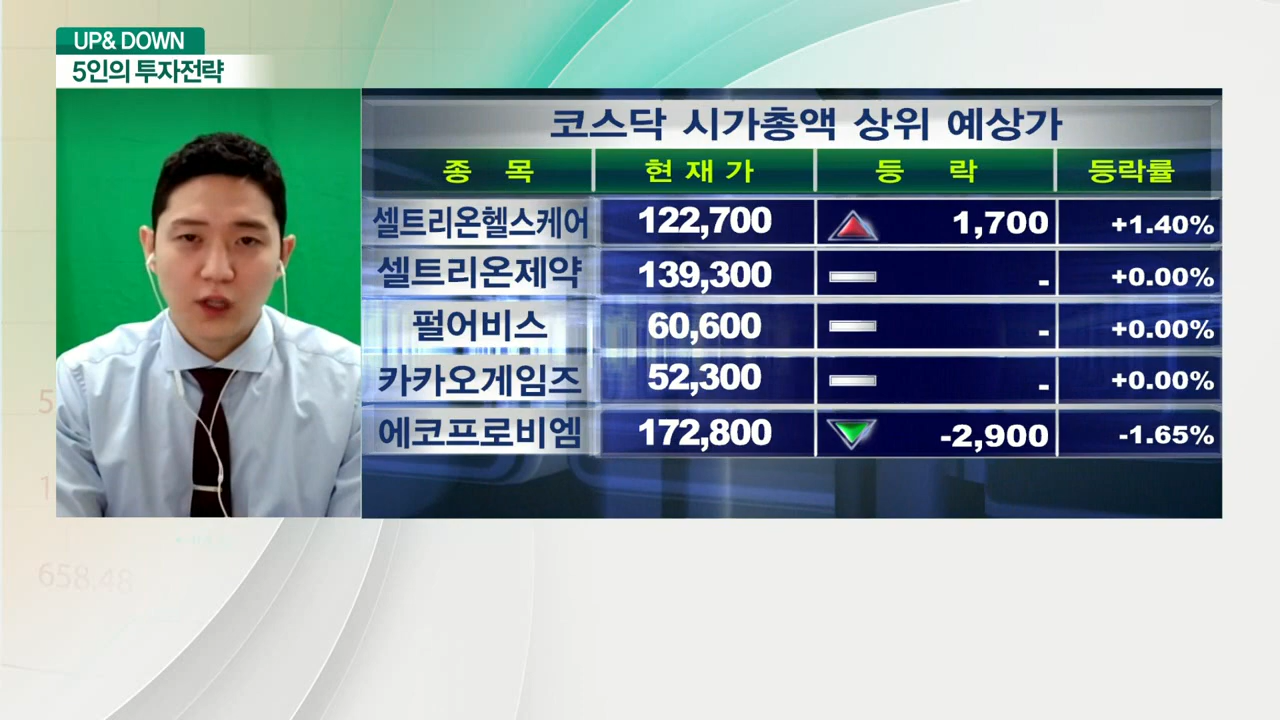 UP& DOWN
5인의 투자전략
코스닥 시가총액 상위 예상가
종 목 현 재 가 등 락 등락률
셀트리온헬스케어 122,700 1,700 +1.40%
셀트리온제약 139,300 - +0.00%
펄어비스 60,600 - +0.00%
카카오게임즈 52,300 - +0.00%
에코프로비엠 172,800 -2,900 -1.65%
658.48